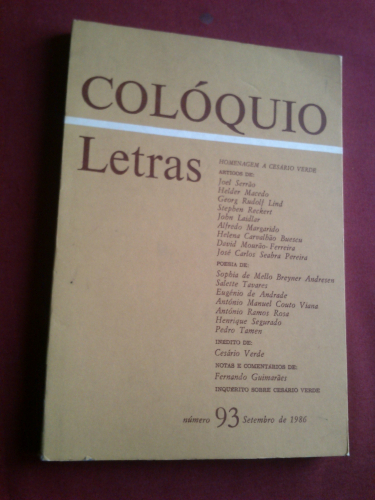 COLÓQUIO
Letras
HOMENAGEM A CESÁRIO VERDE
ARTIGOS DE:
Joel Serrão
Helder Macedo
Georg Rudolf Lind
Stephen Reckert
John Laidlar
Alfredo Margarido
Helena Carvalhão Buescu
David Mourão-Ferreira
José Carlos Seabra Pereira
POESIA DE:
Sophia de Mello Breyner Andresen
Salette Tavares
Eugénio de Andrade
António Manuel Couto Viana
António Ramos Rosa
Henrique Segurado
Pedro Tamen
INÉDITO DE:
Cesário Verde
NOTAS E COMENTÁRIOS DE:
Fernando Guimarães
INQUÉRITO SOBRE CESÁRIO VERDE
número 93 Setembro de 1986